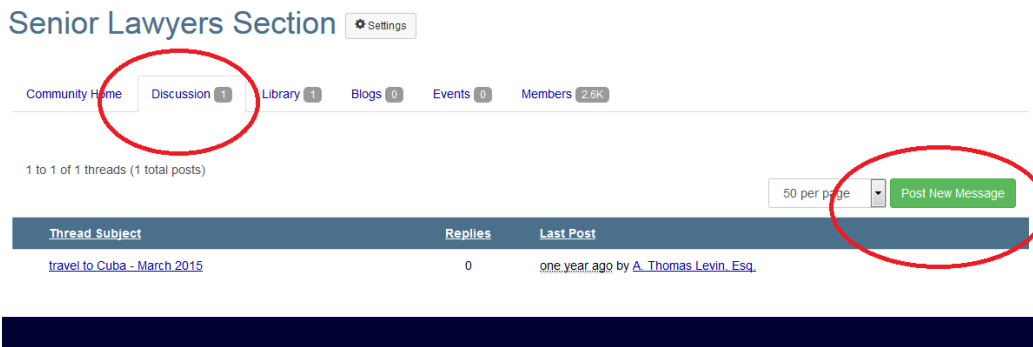 Senior Lawyers Section Settings
Community Home Discussion 1 Library 1 Blogs 0 Events 0 Members 2.6K
1 to 1 of 1 threads (1 total posts)
50 per page Post New Message
Thread Subject Replies Last Post
travel to Cuba - March 2015 0 one year ago by A. Thomas Levin, Esq.